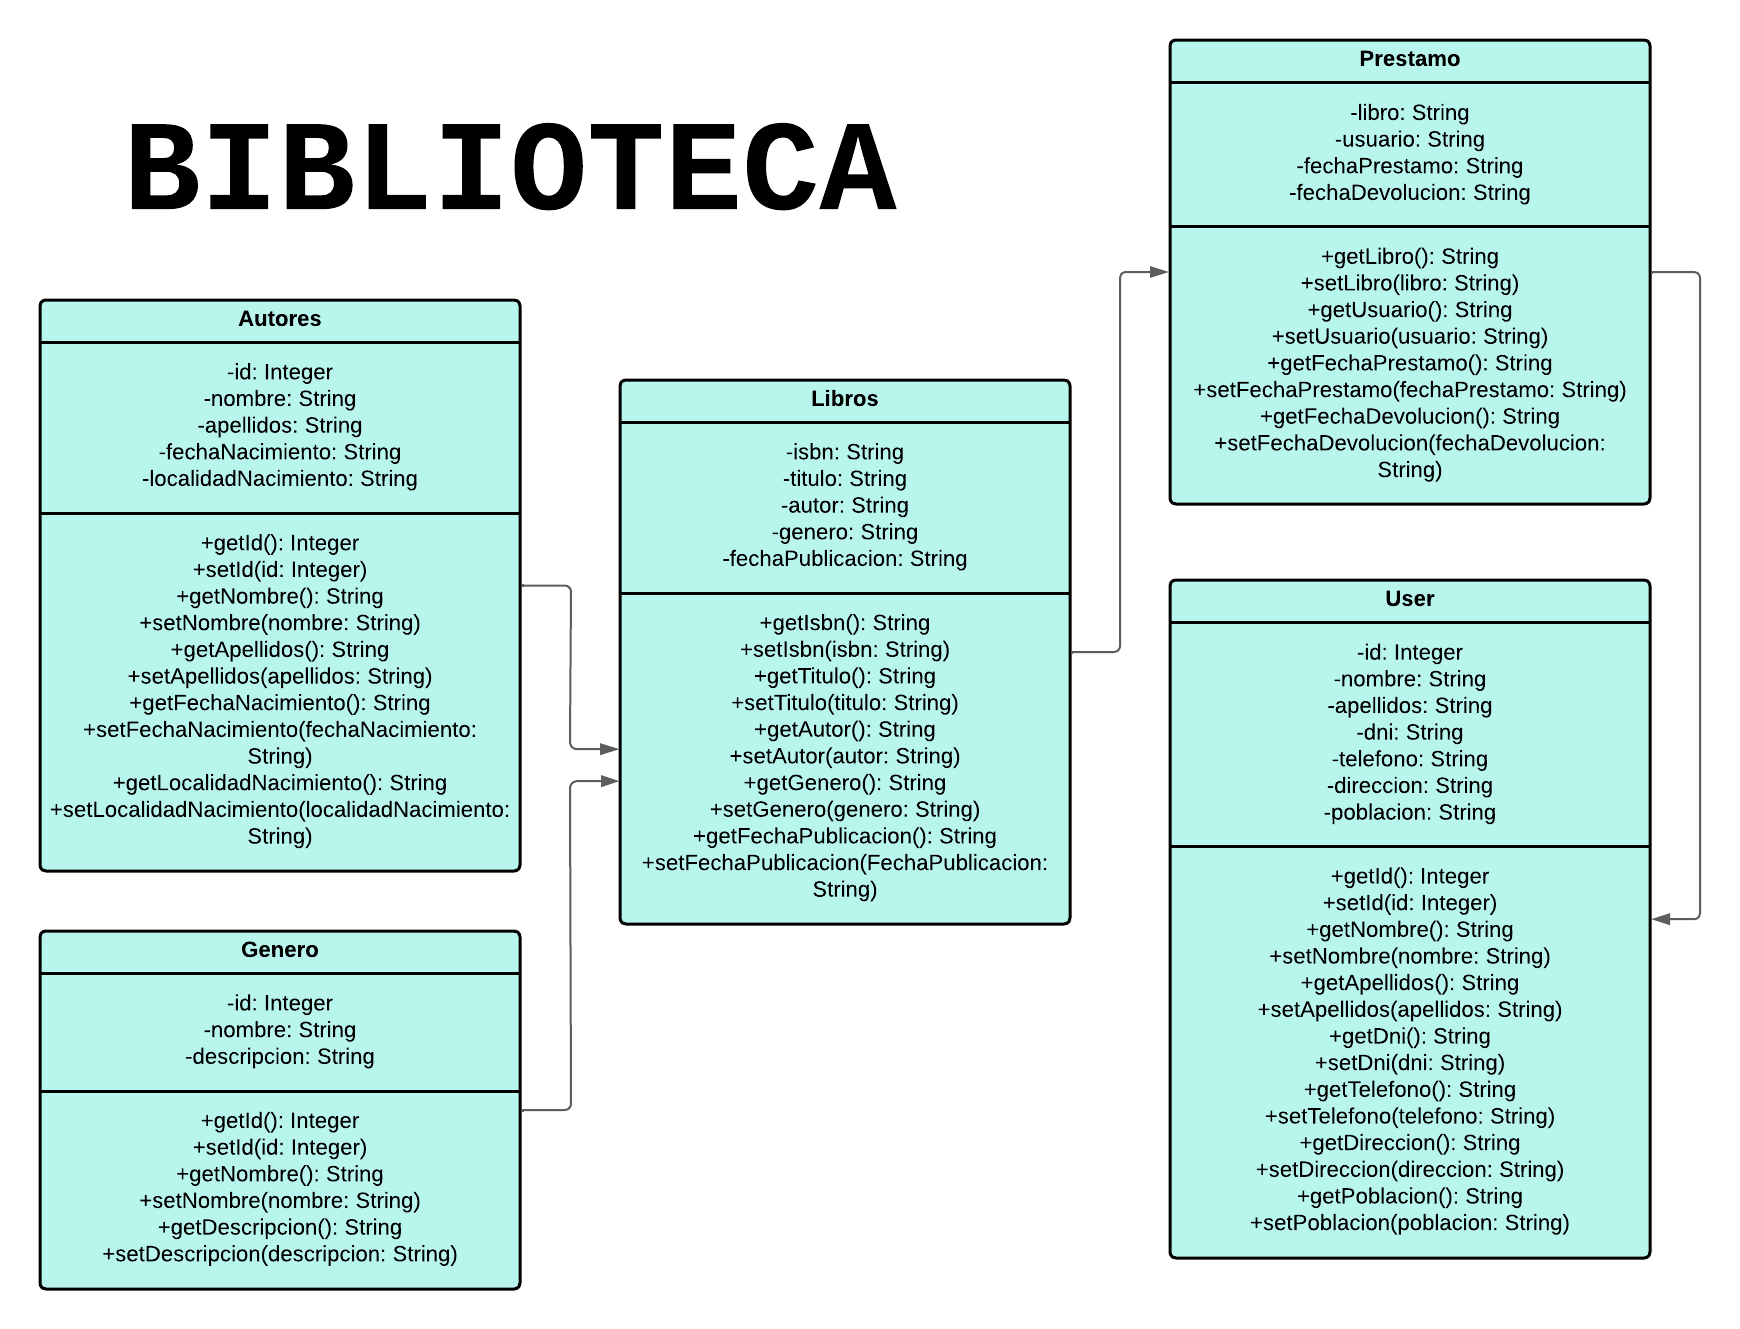 BIBLIOTECA
Autores
-id: Integer
-nombre: String
-apellidos: String
-fechaNacimiento: String
-localidadNacimiento: String
+getId(): Integer
+setId(id: Integer)
+getNombre(): String
+setNombre(nombre: String)
+getApellidos(): String
+setApellidos(apellidos: String)
+getFechaNacimiento(): String
+setFechaNacimiento(fechaNacimiento:
String)
+getLocalidadNacimiento(): String
+setLocalidadNacimiento(localidadNacimiento:
String)
Genero
-id: Integer
-nombre: String
-descripcion: String
+getId(): Integer
+setId(id: Integer)
+getNombre(): String
+setNombre(nombre: String)
+getDescripcion(): String
+setDescripcion(descripcion: String)
Libros
-isbn: String
-titulo: String
-autor: String
-genero: String
-fechaPublicacion: String
+getIsbn(): String
+setIsbn(isbn: String)
+getTitulo(): String
+setTitulo(titulo: String)
+getAutor(): String
+setAutor(autor: String)
+getGenero(): String
+setGenero(genero: String)
+getFechaPublicacion(): String
+setFechaPublicacion(FechaPublicacion:
String)
Prestamo
-libro: String
-usuario: String
-fechaPrestamo: String
-fechaDevolucion: String
+getLibro(): String
+setLibro(libro: String)
+getUsuario(): String
+setUsuario(usuario: String)
+getFechaPrestamo(): String
+setFechaPrestamo(fechaPrestamo: String)
+getFechaDevolucion(): String
+setFechaDevolucion(fechaDevolucion:
String)
User
-id: Integer
-nombre: String
-apellidos: String
-dni: String
-telefono: String
-direccion: String
-poblacion: String
+getId(): Integer
+setId(id: Integer)
+getNombre(): String
+setNombre(nombre: String)
+getApellidos(): String
+setApellidos(apellidos: String)
+getDni(): String
+setDni(dni: String)
+getTelefono(): String
+setTelefono(telefono: String)
+getDireccion(): String
+setDireccion(direccion: String)
+getPoblacion(): String
+setPoblacion(poblacion: String)